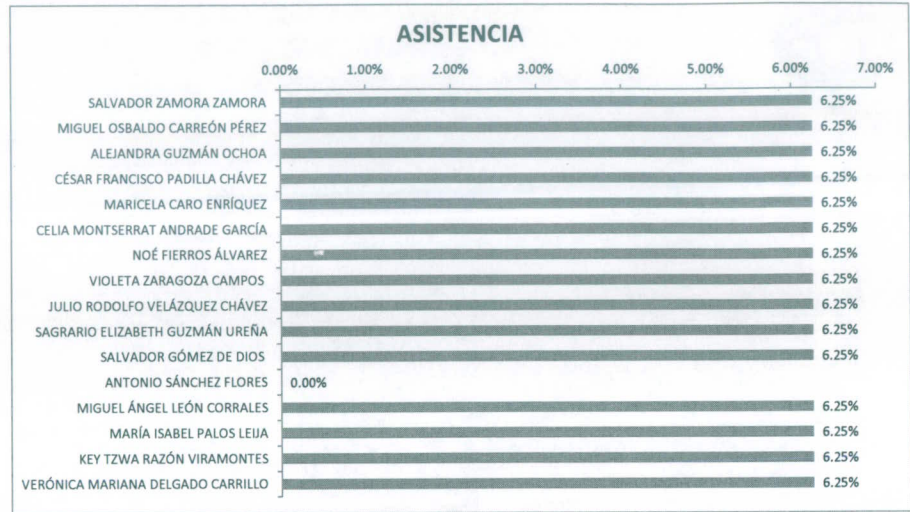 ASISTENCIA
0.00% 1.00% 2.00% 3.00% 4.00% 5.00% 6.00% 7.00%
SALVADOR ZAMORA ZAMORA 6.25%
MIGUEL OSBALDO CARREÓN PÉREZ 6.25%
ALEJANDRA GUZMÁN OCHOA 6.25%
CÉSAR FRANCISCO PADILLA CHÁVEZ 6.25%
MARICELA CARO ENRÍQUEZ 6.25%
CELIA MONTSERRAT ANDRADE GARCÍA 6.25%
NOÉ FIERROS ÁLVAREZ 6.25%
VIOLETA ZARAGOZA CAMPOS 6.25%
JULIO RODOLFO VELÁZQUEZ CHÁVEZ 6.25%
SAGRARIO ELIZABETH GUZMÁN UREÑA 6.25%
SALVADOR GÓMEZ DE DIOS 6.25%
ANTONIO SÁNCHEZ FLORES 0.00%
MIGUEL ÁNGEL LEÓN CORRALES 6.25%
MARÍA ISABEL PALOS LEIJA 6.25%
KEY TZWA RAZÓN VIRAMONTES 6.25%
VERÓNICA MARIANA DELGADO CARRILLO 6.25%